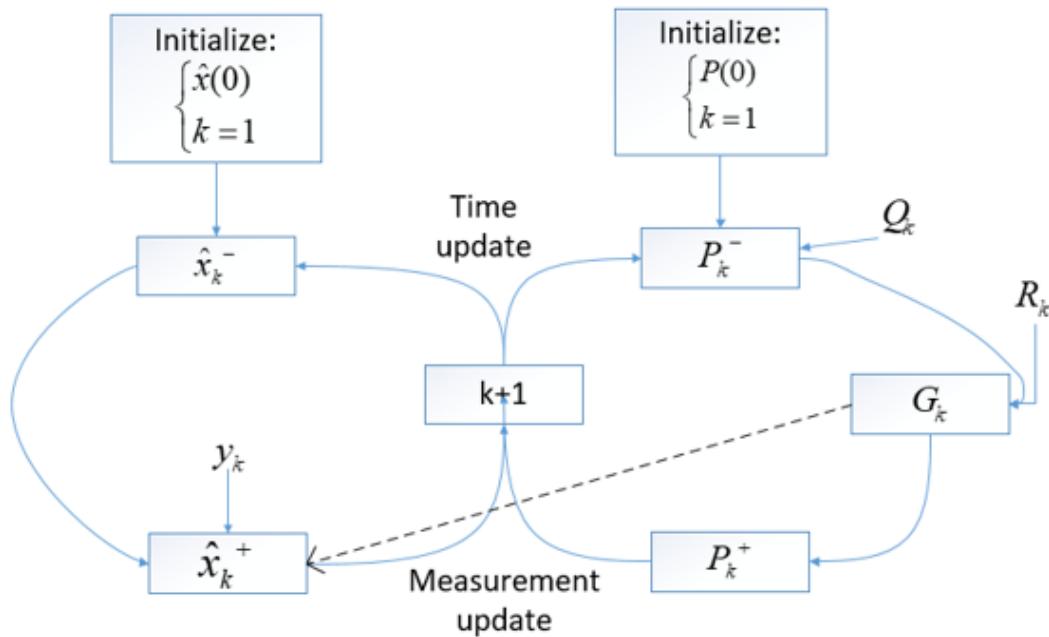 Initialize:
x̂(0)
k = 1
Initialize:
P(0)
k = 1
Time
update
Q_k
x̂_k^-
P_k^-
R_k
k+1
G_k
y_k
x̂_k^+
P_k^+
Measurement
update